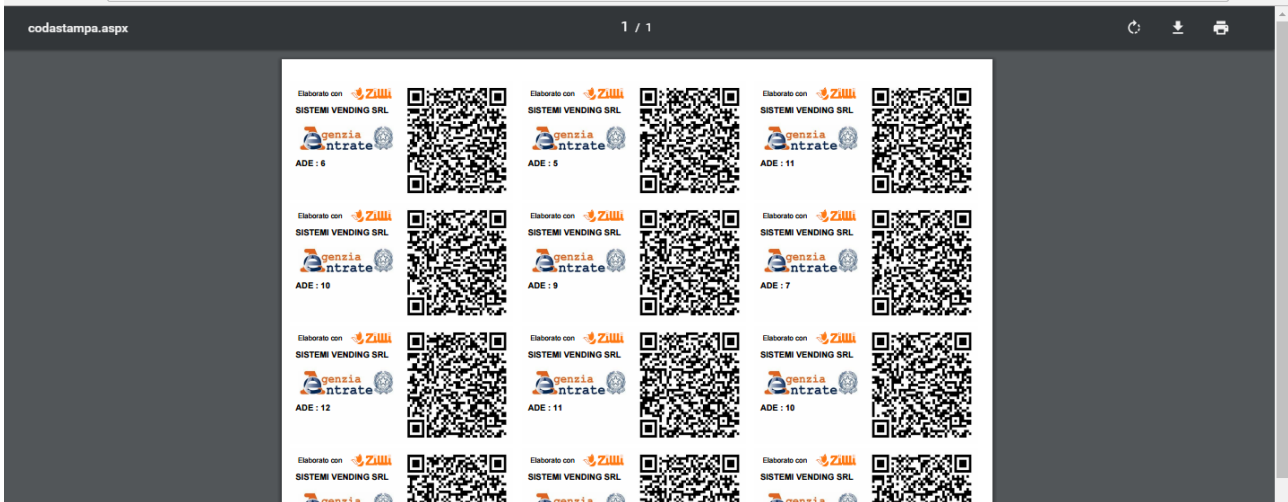 codastampa.aspx
1 / 1
Elaborato con Zilli
SISTEMI VENDING SRL
Agenzia
Entrate
ADE : 6
Elaborato con Zilli
SISTEMI VENDING SRL
Agenzia
Entrate
ADE : 5
Elaborato con Zilli
SISTEMI VENDING SRL
Agenzia
Entrate
ADE : 11
Elaborato con Zilli
SISTEMI VENDING SRL
Agenzia
Entrate
ADE : 10
Elaborato con Zilli
SISTEMI VENDING SRL
Agenzia
Entrate
ADE : 9
Elaborato con Zilli
SISTEMI VENDING SRL
Agenzia
Entrate
ADE : 7
Elaborato con Zilli
SISTEMI VENDING SRL
Agenzia
Entrate
ADE : 12
Elaborato con Zilli
SISTEMI VENDING SRL
Agenzia
Entrate
ADE : 11
Elaborato con Zilli
SISTEMI VENDING SRL
Agenzia
Entrate
ADE : 10
Elaborato con Zilli
SISTEMI VENDING SRL
Agenzia
Elaborato con Zilli
SISTEMI VENDING SRL
Agenzia
Elaborato con Zilli
SISTEMI VENDING SRL
Agenzia